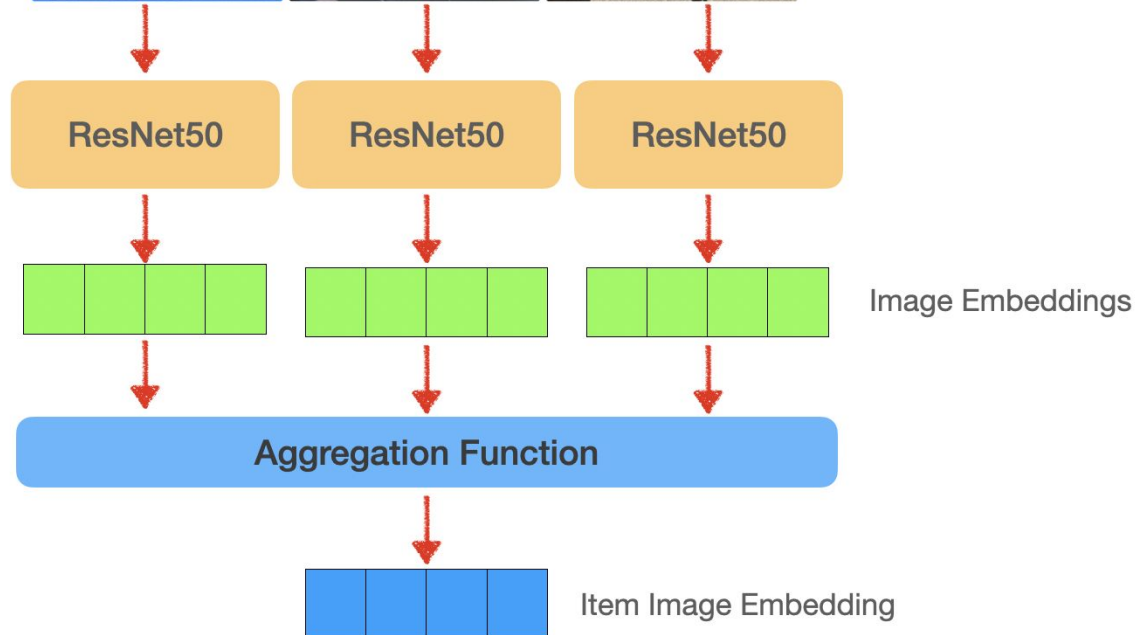 ResNet50
ResNet50
ResNet50
Image Embeddings
Aggregation Function
Item Image Embedding